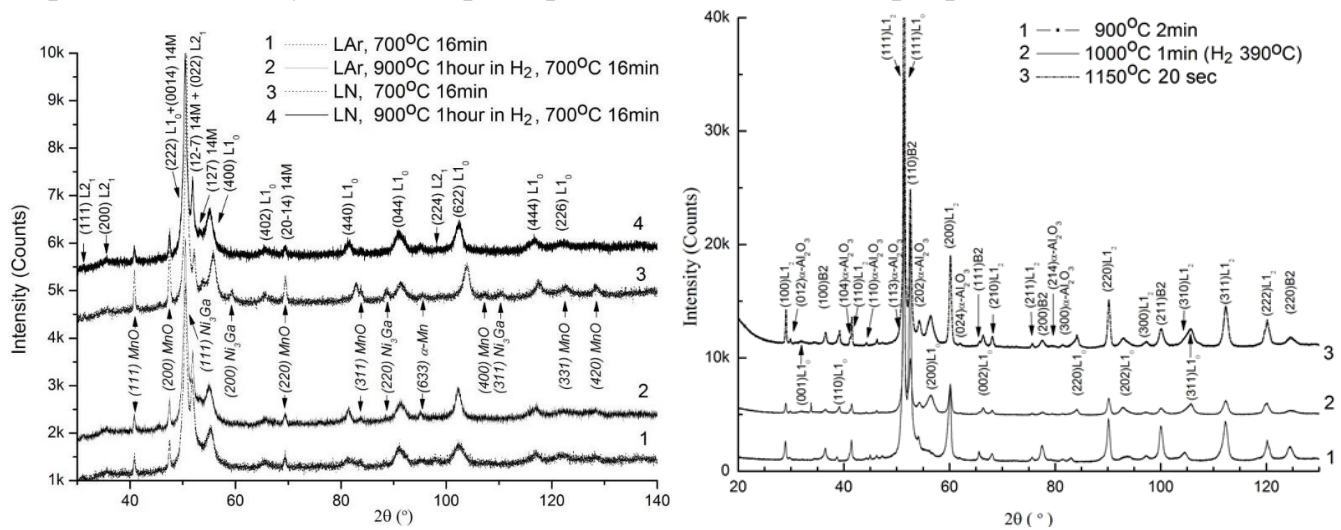 1 LAr, 700°C 16min
2 LAr, 900°C 1hour in H₂, 700°C 16min
3 LN, 700°C 16min
4 LN, 900°C 1hour in H₂, 700°C 16min
Intensity (Counts)
10k
9k
8k
7k
6k
5k
4k
3k
2k
1k
(111) L2₁
(200) L2₁
(222) L1₀+(0014) 14M
(12-7) 14M + (022) L2₁
(127) 14M
(400) L1₀
(402) L1₀
(20-14) 14M
(440) L1₀
(044) L1₀
(224) L2₁
(622) L1₀
(444) L1₀
(226) L1₀
4
3
2
1
(111) MnO
(200) MnO
(111) Ni₃Ga
(200) Ni₃Ga
(220) MnO
(311) MnO
(220) Ni₃Ga
(633) α-Mn
(400) MnO
(311) Ni₃Ga
(331) MnO
(420) MnO
40 60 80 100 120 140
2θ (°)
1 900°C 2min
2 1000°C 1min (H₂ 390°C)
3 1150°C 20 sec
Intensity (Counts)
40k
30k
20k
10k
0
(111)L1₂
(111)L1₀
(110)B2
(200)L1₂
(100)L1₂
(012)α-Al₂O₃
(100)B2
(104)α-Al₂O₃
(110)L1₂
(110)α-Al₂O₃
(113)α-Al₂O₃
(202)α-Al₂O₃
(024)α-Al₂O₃
(111)B2
(210)L1₂
(211)L1₂
(200)B2
(214)α-Al₂O₃
(300)α-Al₂O₃
(220)L1₂
(300)L1₂
(211)B2
(310)L1₂
(311)L1₂
(222)L1₂
(220)B2
(001)L1₀
(110)L1₀
(200)L1₀
(002)L1₀
(220)L1₀
(202)L1₀
(311)L1₀
3
2
1
20 40 60 80 100 120
2θ (°)